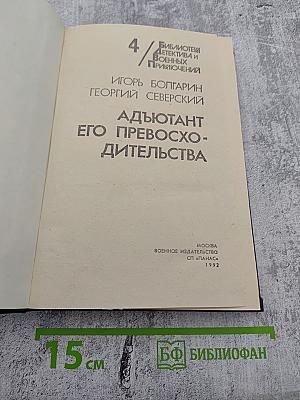 4/
БИБЛИОТЕКА
ДЕТЕКТИВА И
ВОЕННЫХ
ПРИКЛЮЧЕНИЙ
ИГОРЬ БОЛГАРИН
ГЕОРГИЙ СЕВЕРСКИЙ
АДЪЮТАНТ
ЕГО ПРЕВОСХО-
ДИТЕЛЬСТВА
МОСКВА
ВОЕННОЕ ИЗДАТЕЛЬСТВО
СП «ПАНАС»
1992
15 см
БФ БИБЛИОФАН